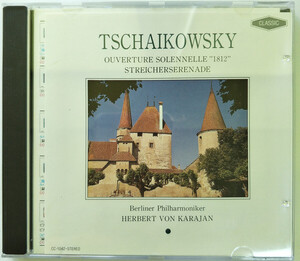 CLASSIC
TSCHAIKOWSKY
OUVERTURE SOLENNELLE "1812"
STREICHERSERENADE
Berliner Philharmoniker
HERBERT VON KARAJAN